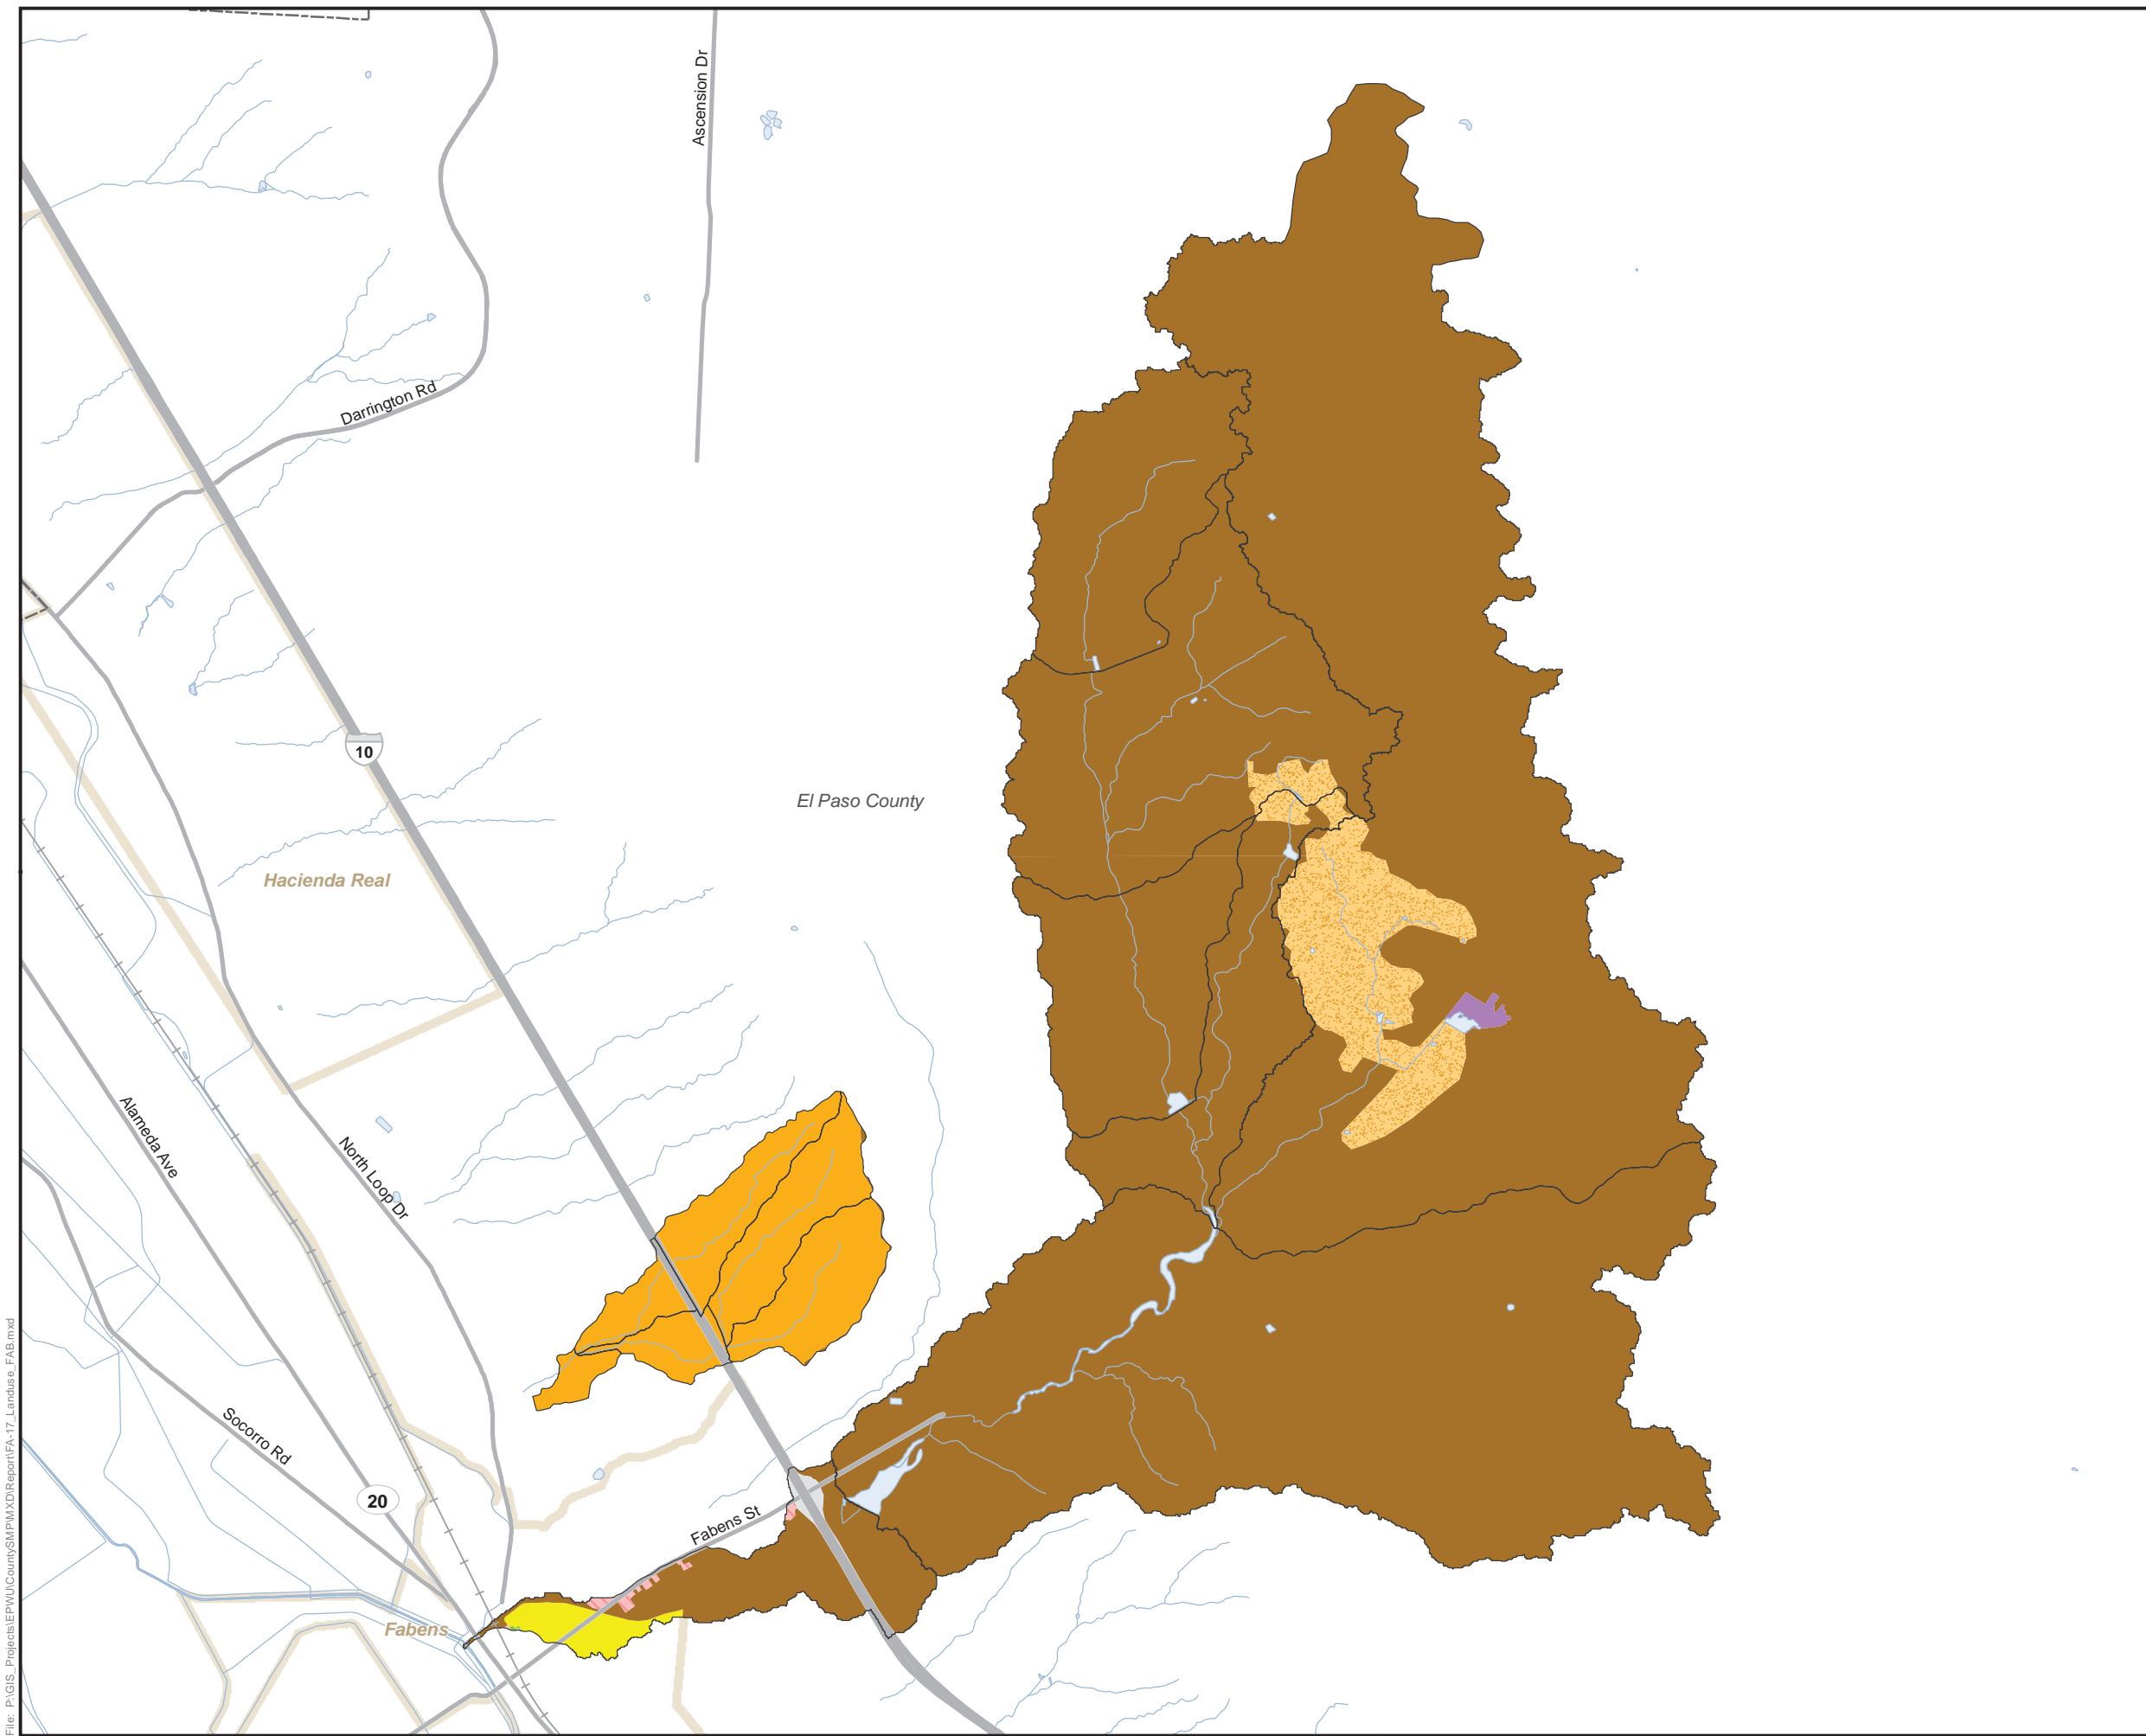 Ascension Dr
Darrington Rd
10
El Paso County
Hacienda Real
Alameda Ave
North Loop Dr
Socorro Rd
20
Fabens St
Fabens
File: P:\GIS_Projects\EPWU\CountySMP\MXD\Report\FA-17_Landuse_FAB.mxd